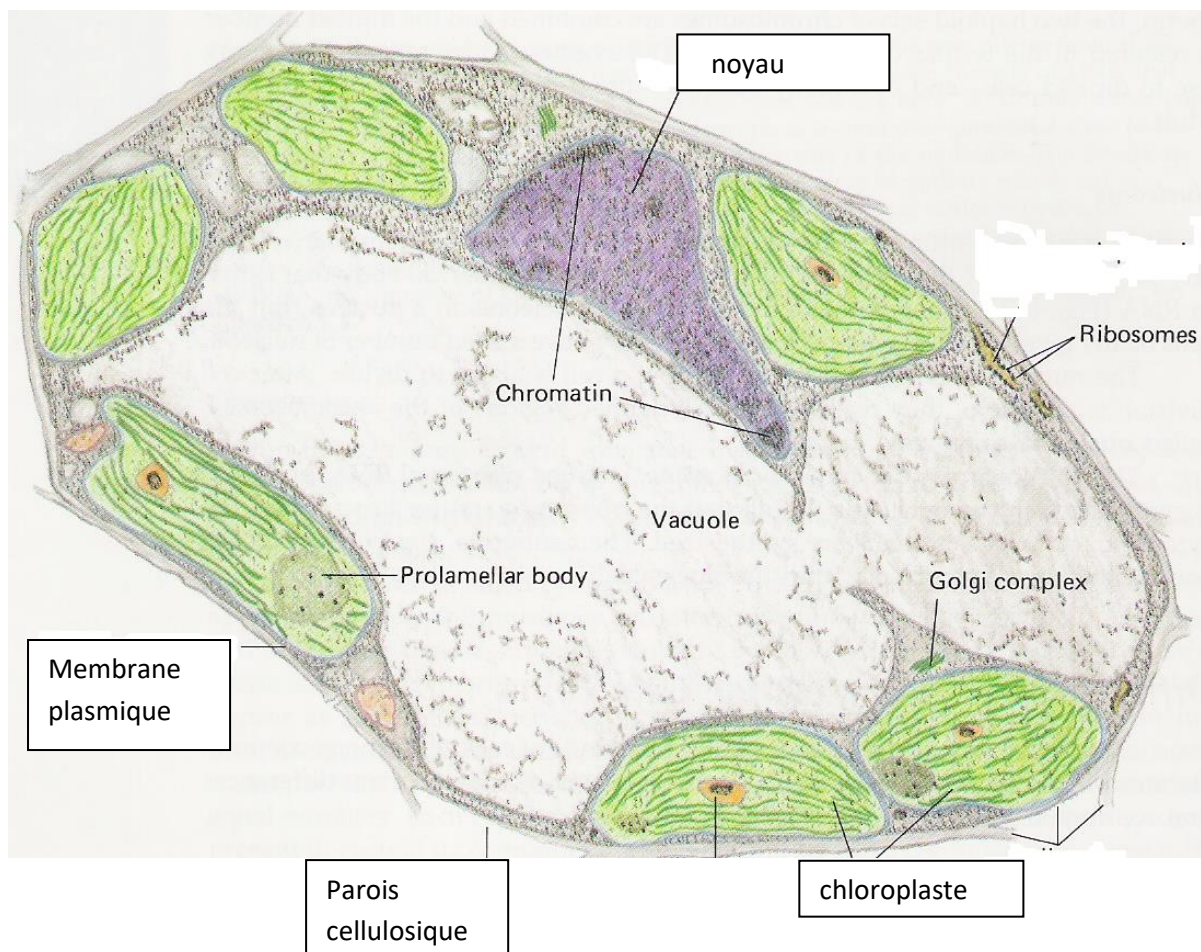 noyau
Ribosomes
Chromatin
Vacuole
Prolamellar body
Golgi complex
Membrane
plasmique
Parois
cellulosique
chloroplaste